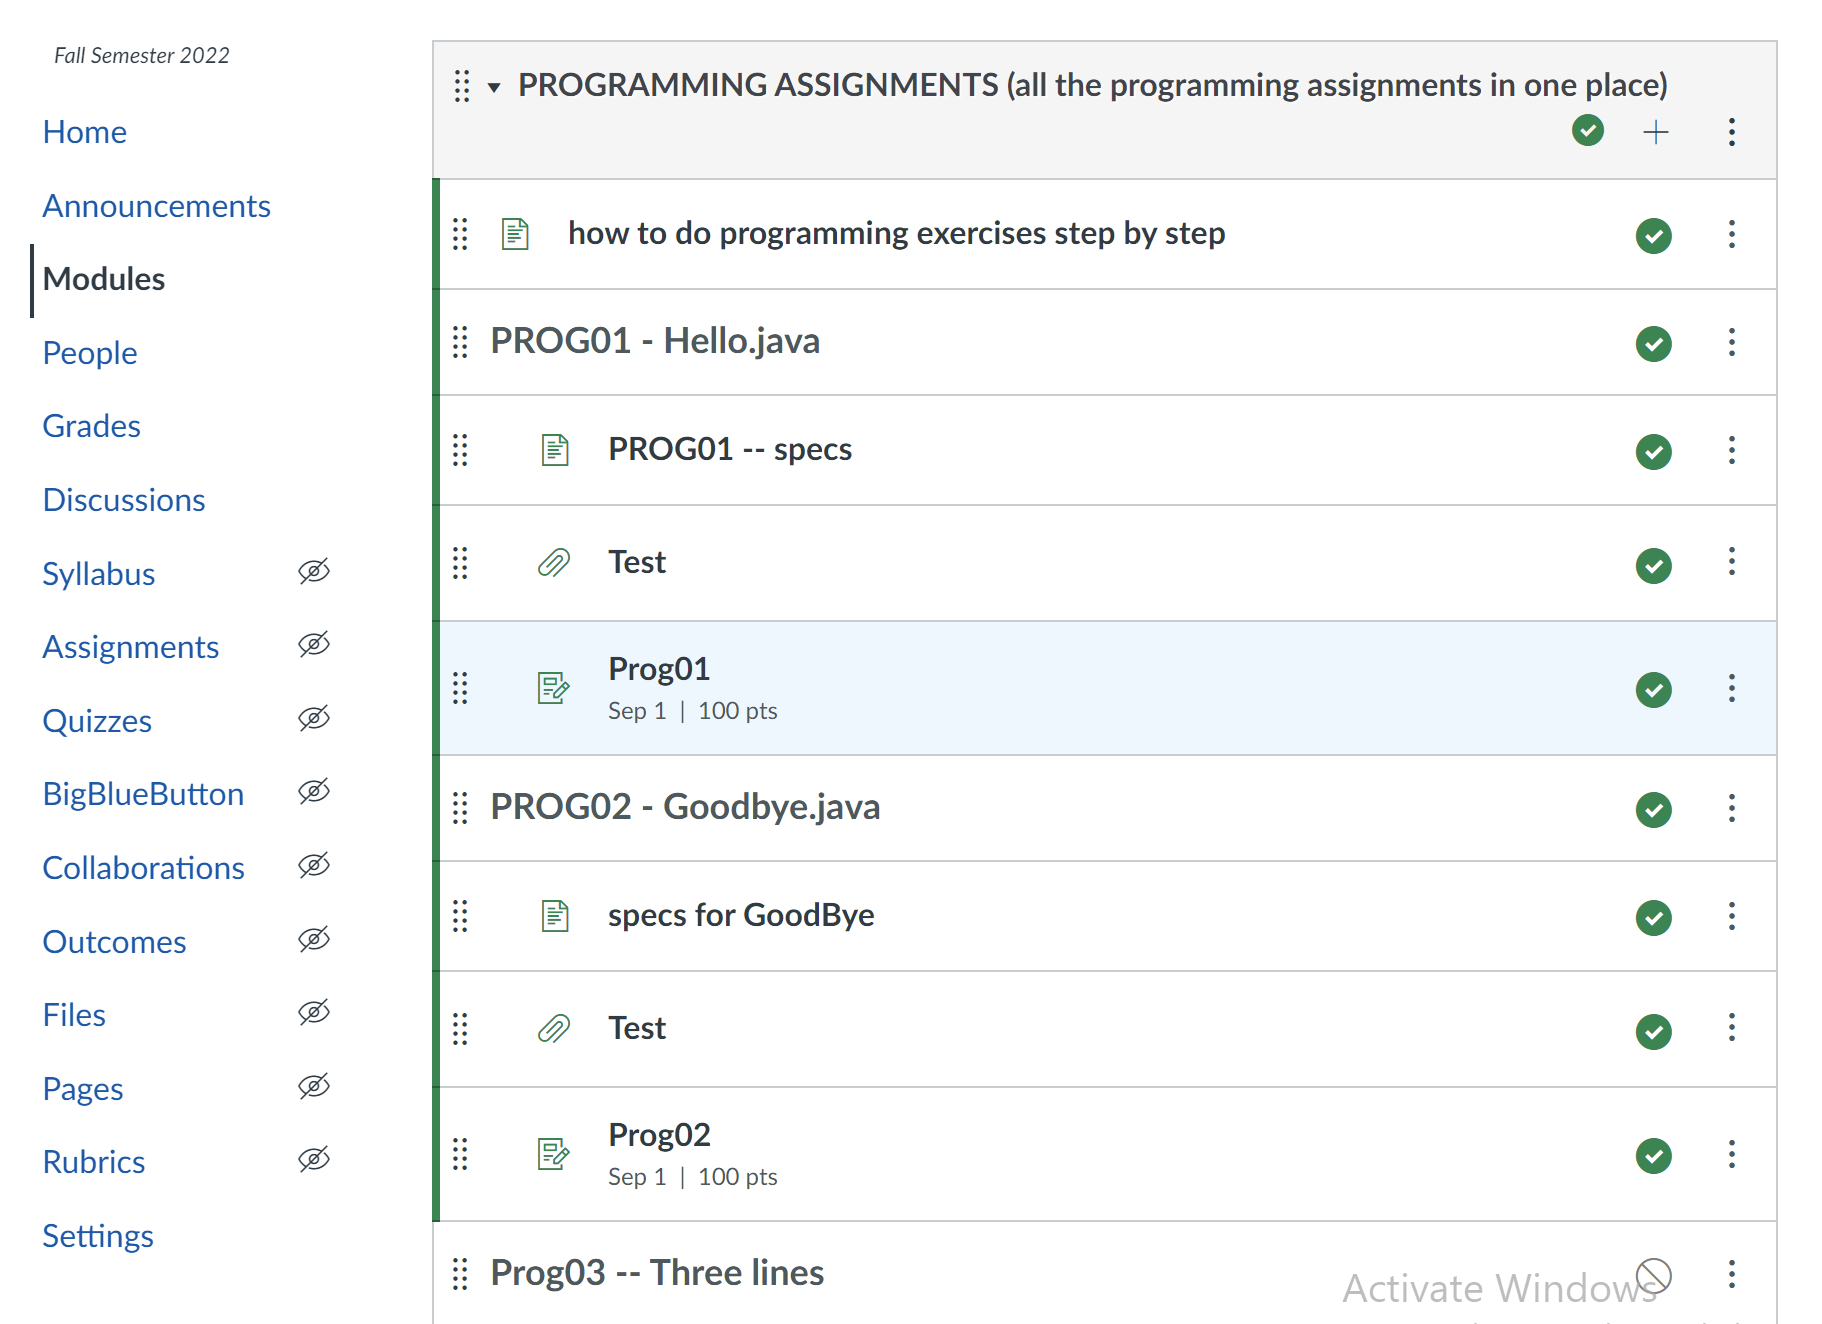 Fall Semester 2022
Home
Announcements
Modules
People
Grades
Discussions
Syllabus
Assignments
Quizzes
BigBlueButton
Collaborations
Outcomes
Files
Pages
Rubrics
Settings
PROGRAMMING ASSIGNMENTS (all the programming assignments in one place)
how to do programming exercises step by step
PROG01 - Hello.java
PROG01 -- specs
Test
Prog01
Sep 1 | 100 pts
PROG02 - Goodbye.java
specs for GoodBye
Test
Prog02
Sep 1 | 100 pts
Prog03 -- Three lines
Activate Windows